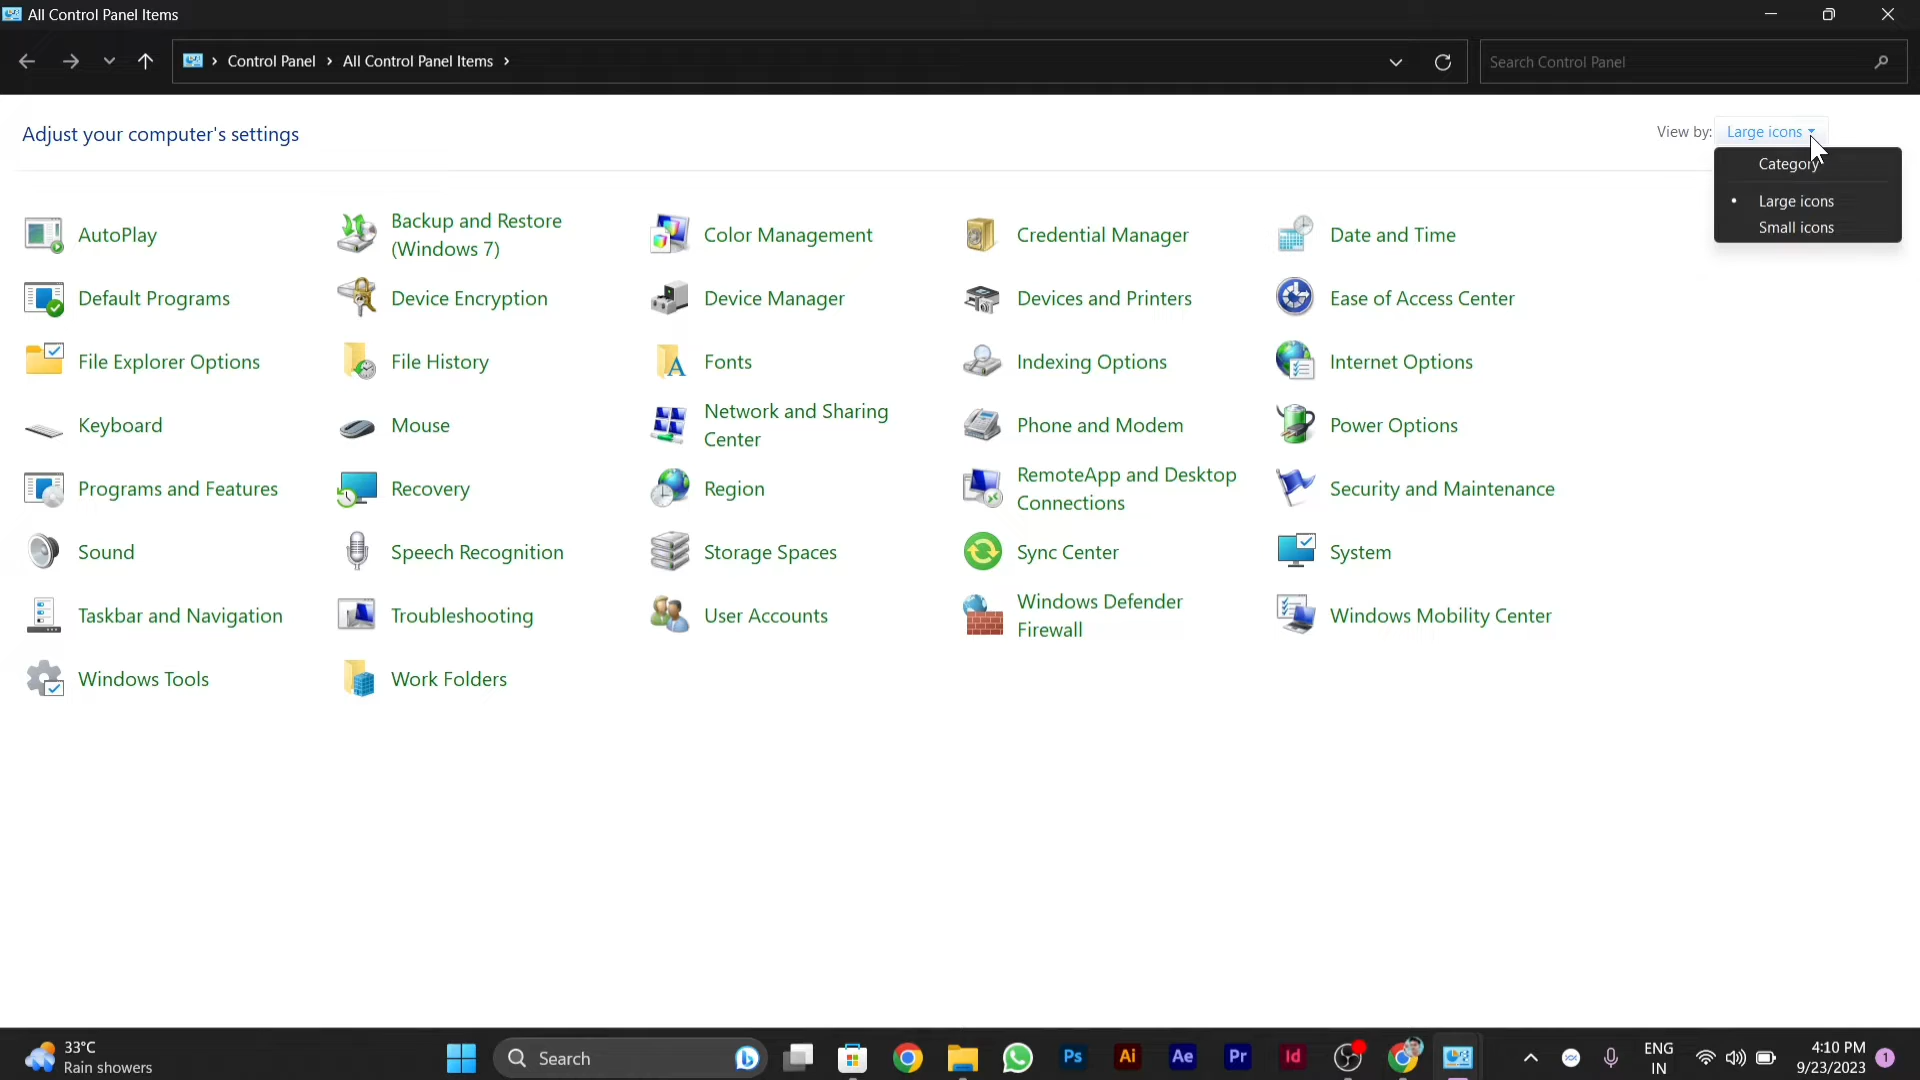 All Control Panel Items
Control Panel > All Control Panel Items >
Search Control Panel
Adjust your computer's settings
View by: Large icons
Category
Large icons
Small icons
AutoPlay
Backup and Restore
(Windows 7)
Color Management
Credential Manager
Date and Time
Default Programs
Device Encryption
Device Manager
Devices and Printers
Ease of Access Center
File Explorer Options
File History
Fonts
Indexing Options
Internet Options
Keyboard
Mouse
Network and Sharing
Center
Phone and Modem
Power Options
Programs and Features
Recovery
Region
RemoteApp and Desktop
Connections
Security and Maintenance
Sound
Speech Recognition
Storage Spaces
Sync Center
System
Taskbar and Navigation
Troubleshooting
User Accounts
Windows Defender
Firewall
Windows Mobility Center
Windows Tools
Work Folders
33°C
Rain showers
Search
Ps
Ai
Ae
Pr
Id
ENG
IN
4:10 PM
9/23/2023
1